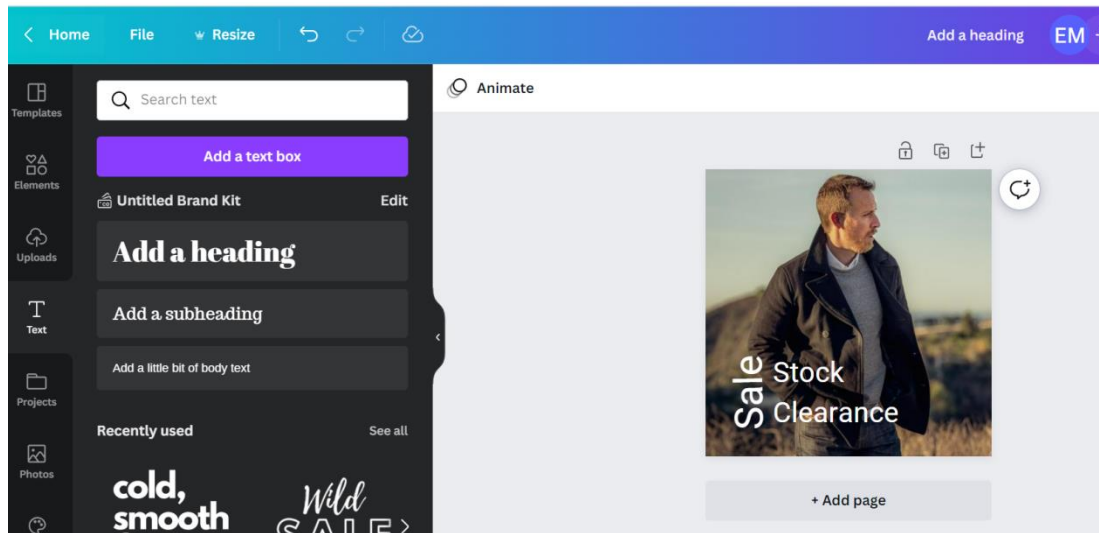 Home File Resize Add a heading EM
Templates
Elements
Uploads
Text
Projects
Photos
Search text
Add a text box
Untitled Brand Kit Edit
Add a heading
Add a subheading
Add a little bit of body text
Recently used See all
cold,
smooth
Wild
SALE
Animate
Sale
Stock
Clearance
+ Add page